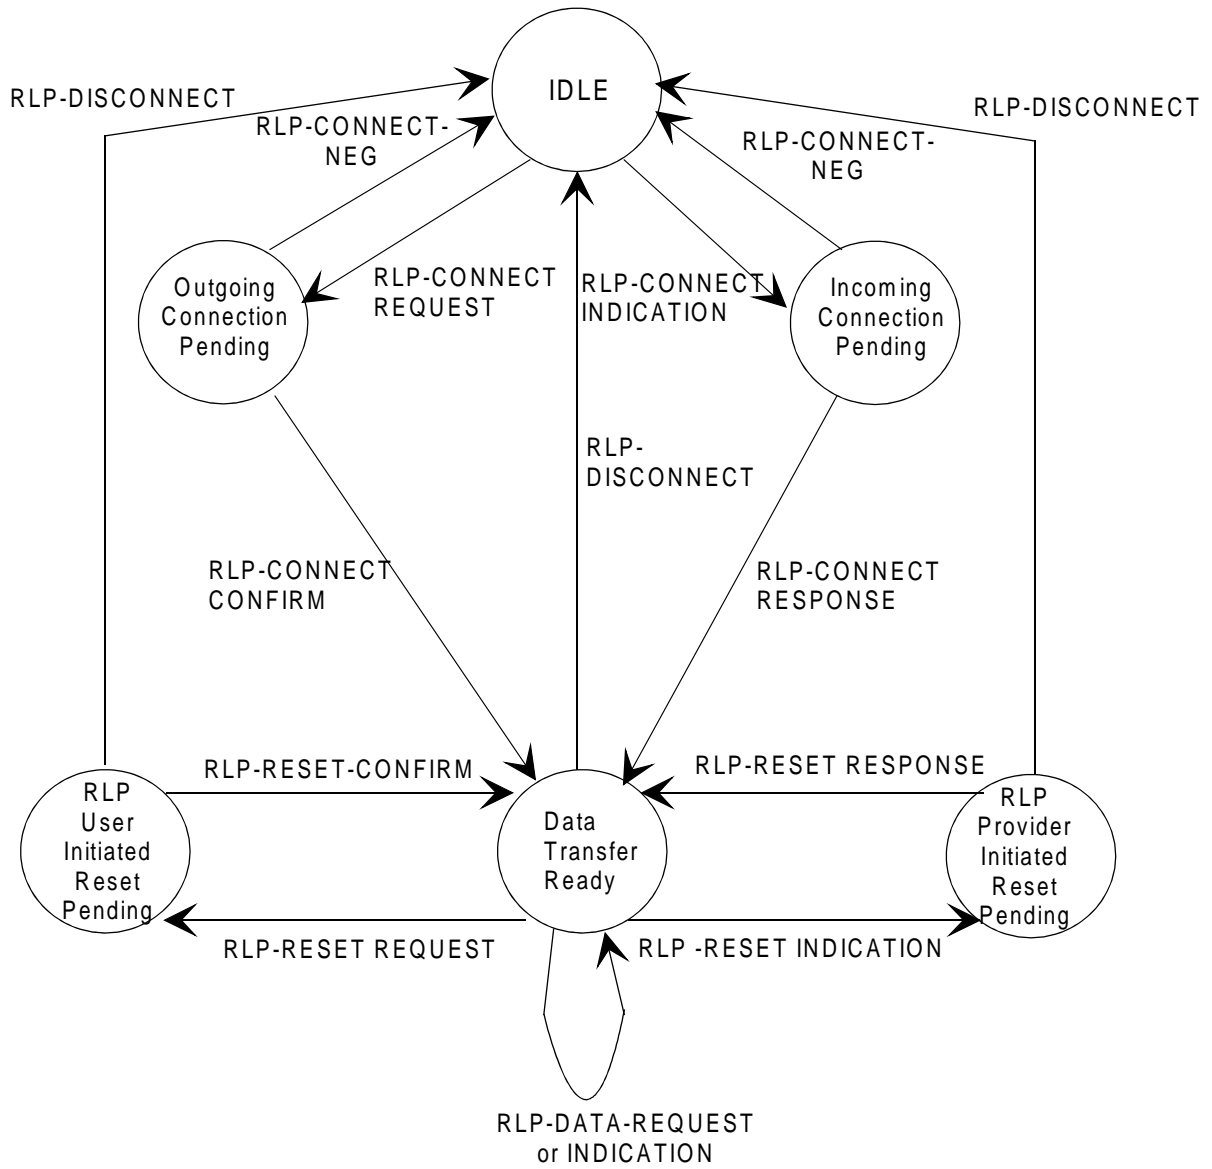 IDLE
RLP-DISCONNECT
RLP-DISCONNECT
RLP-CONNECT-
NEG
RLP-CONNECT-
NEG
Outgoing
Connection
Pending
RLP-CONNECT
REQUEST
RLP-CONNECT
INDICATION
Incoming
Connection
Pending
RLP-
DISCONNECT
RLP-CONNECT
CONFIRM
RLP-CONNECT
RESPONSE
RLP-RESET-CONFIRM
RLP-RESET RESPONSE
RLP
User
Initiated
Reset
Pending
Data
Transfer
Ready
RLP
Provider
Initiated
Reset
Pending
RLP-RESET REQUEST
RLP -RESET INDICATION
RLP-DATA-REQUEST
or INDICATION